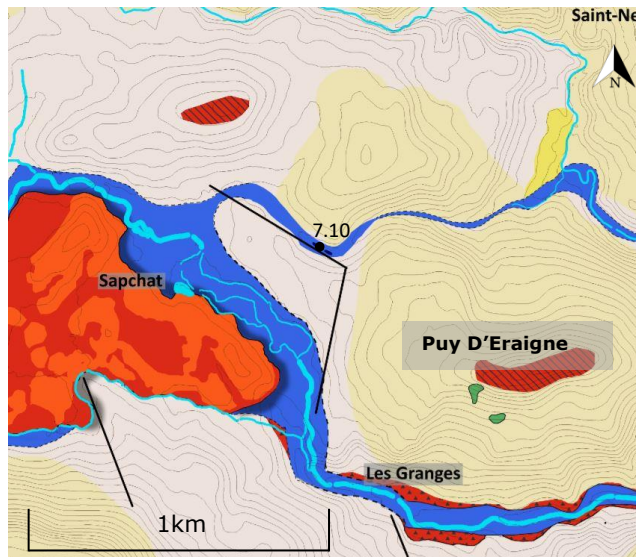 Saint-Ne
N
7.10
Sapchat
Puy D'Eraigne
Les Granges
1km